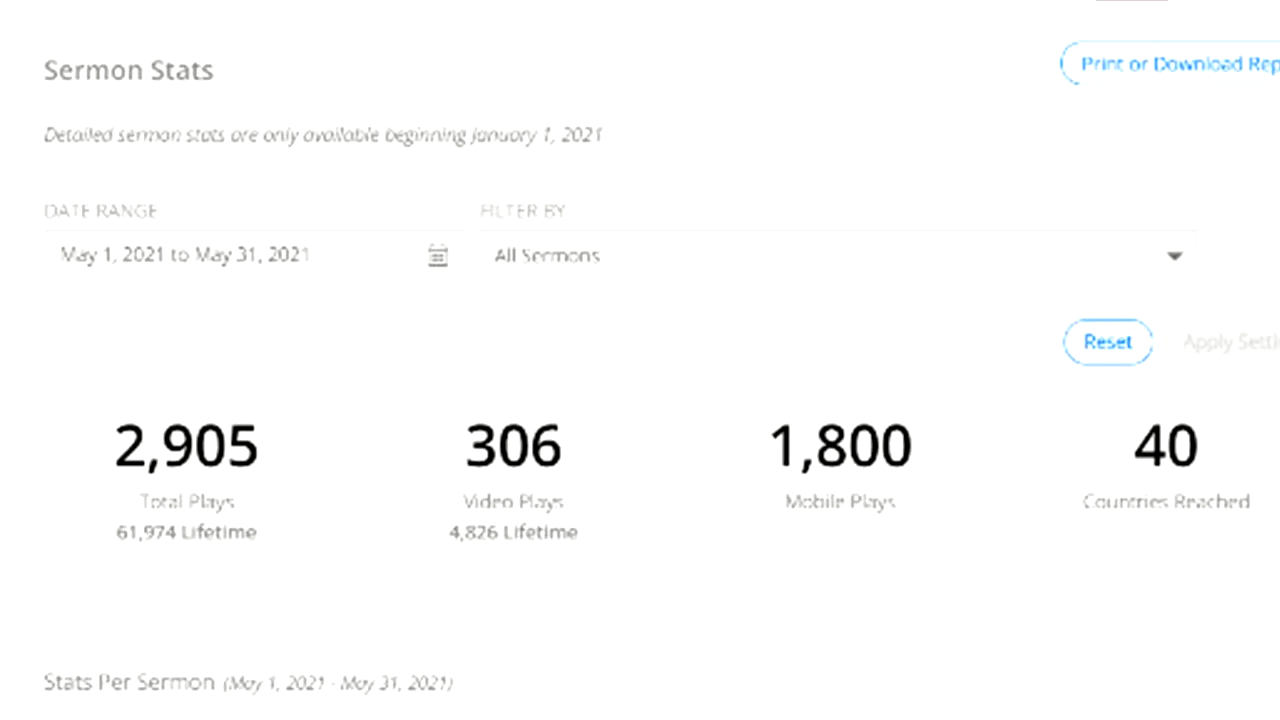 Sermon Stats
Print or Download Rep
Detailed sermon stats are only available beginning January 1, 2021
DATE RANGE
FILTER BY
May 1, 2021 to May 31, 2021
All Sermons
Reset
Apply Setti
2,905
306
1,800
40
Total Plays
Video Plays
Mobile Plays
Countries Reached
61,974 Lifetime
4,826 Lifetime
Stats Per Sermon (May 1, 2021 - May 31, 2021)